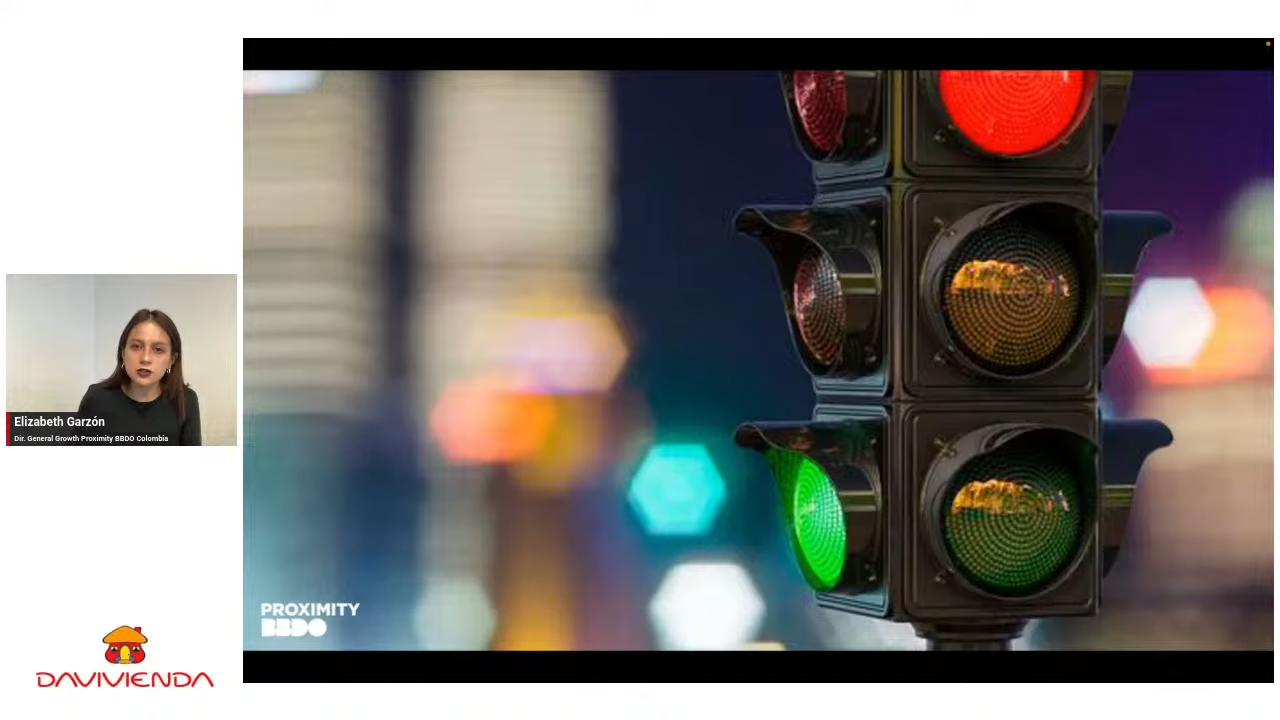 Elizabeth Garzón
Dir. General Growth Proximity BBDO Colombia
DAVIVIENDA
PROXIMITY
BBDO